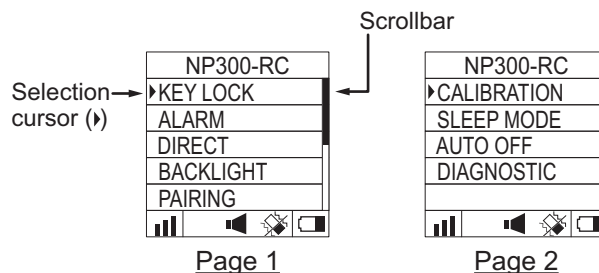 Scrollbar
Selection cursor ( )
NP300-RC
KEY LOCK
ALARM
DIRECT
BACKLIGHT
PAIRING
Page 1
NP300-RC
CALIBRATION
SLEEP MODE
AUTO OFF
DIAGNOSTIC
Page 2